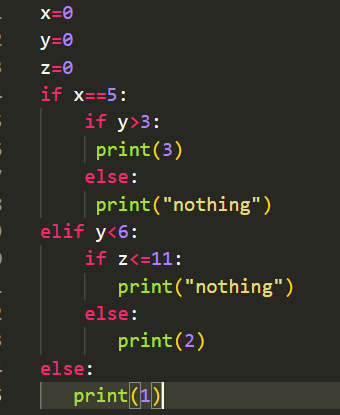 x=0
y=0
z=0
if x==5:
    if y>3:
     print(3)
    else:
     print("nothing")
elif y<6:
    if z<=11:
       print("nothing")
    else:
       print(2)
else:
   print(1)